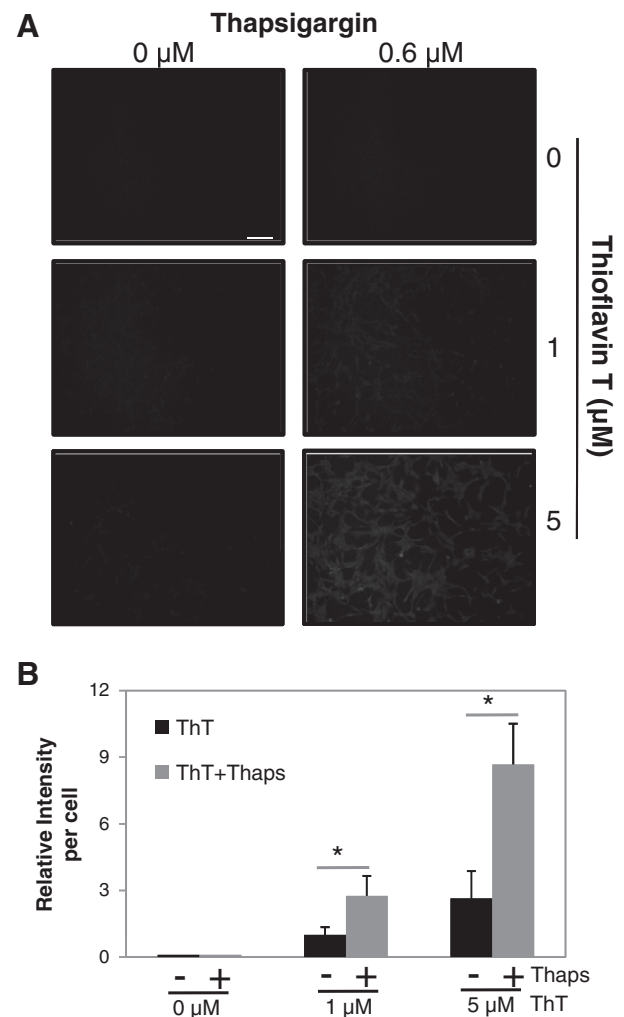 A
Thapsigargin
0 µM 0.6 µM
0
1
5
Thioflavin T (µM)
B
Relative Intensity
per cell
12
9
6
3
0
ThT
ThT+Thaps
*
*
- + - + - + Thaps
0 µM 1 µM 5 µM ThT